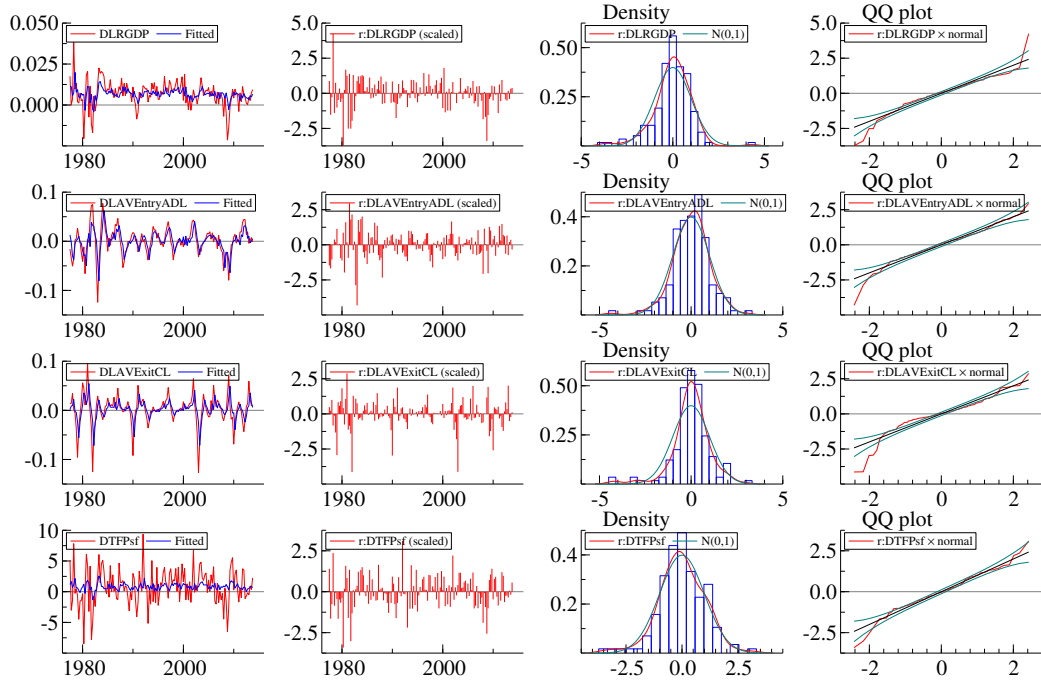 Density
QQ plot
0.050
DLRGDP Fitted
0.025
0.000
1980 2000
r:DLRGDP (scaled)
2.5
0.0
-2.5
1980 1990 2000 2010
r:DLRGDP N(0,1)
0.50
0.25
-5 0 5
5.0
r:DLRGDP × normal
2.5
0.0
-2.5
-2 0 2
Density
QQ plot
0.1
DLAVEntryADL Fitted
0.0
-0.1
1980 2000
2.5
r:DLAVEntryADL (scaled)
0.0
-2.5
1980 1990 2000 2010
r:DLAVEntryADL N(0,1)
0.4
0.2
-5 0 5
2.5
r:DLAVEntryADL × normal
0.0
-2.5
-2 0 2
Density
QQ plot
0.1
DLAVExitCL Fitted
0.0
-0.1
1980 2000
2.5
r:DLAVExitCL (scaled)
0.0
-2.5
1980 1990 2000 2010
r:DLAVExitCL N(0,1)
0.50
0.25
-5 0 5
2.5
r:DLAVExitCL × normal
0.0
-2.5
-2 0 2
Density
QQ plot
10
DTFPsf Fitted
5
0
-5
1980 2000
2.5
r:DTFPsf (scaled)
0.0
-2.5
1980 1990 2000 2010
r:DTFPsf N(0,1)
0.4
0.2
-2.5 0.0 2.5
2.5
r:DTFPsf × normal
0.0
-2.5
-2 0 2